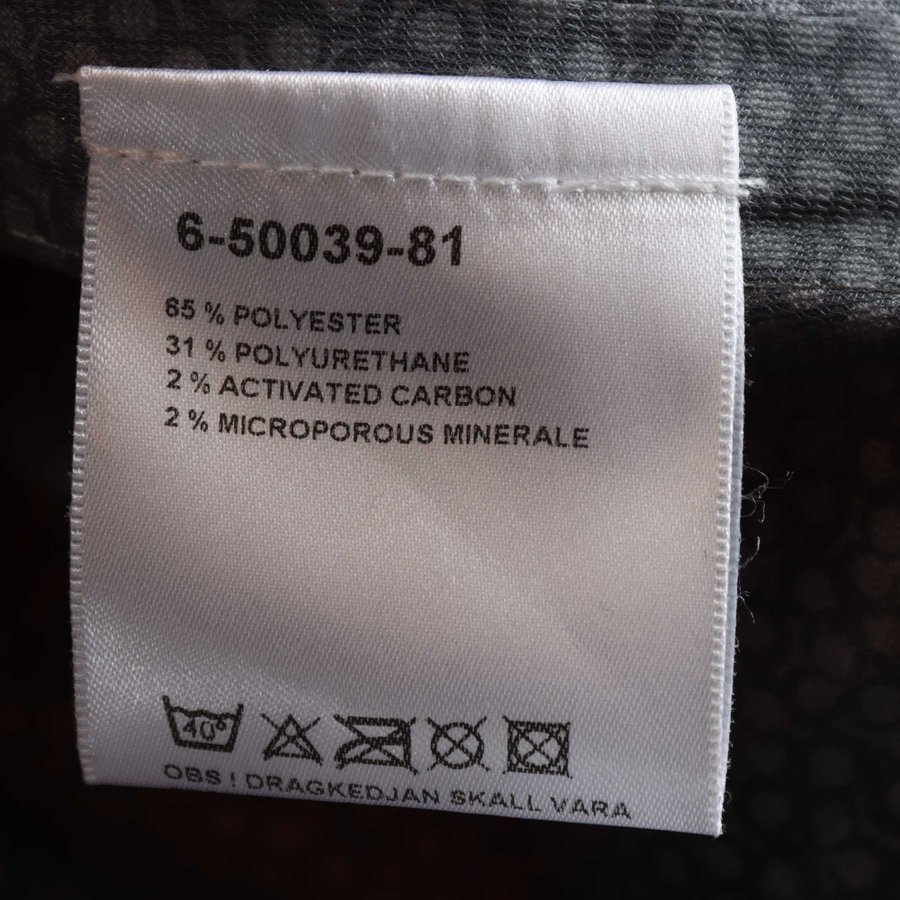 6-50039-81
65 % POLYESTER
31 % POLYURETHANE
2 % ACTIVATED CARBON
2 % MICROPOROUS MINERALE
40°
OBS ! DRAGKEDJAN SKALL VARA